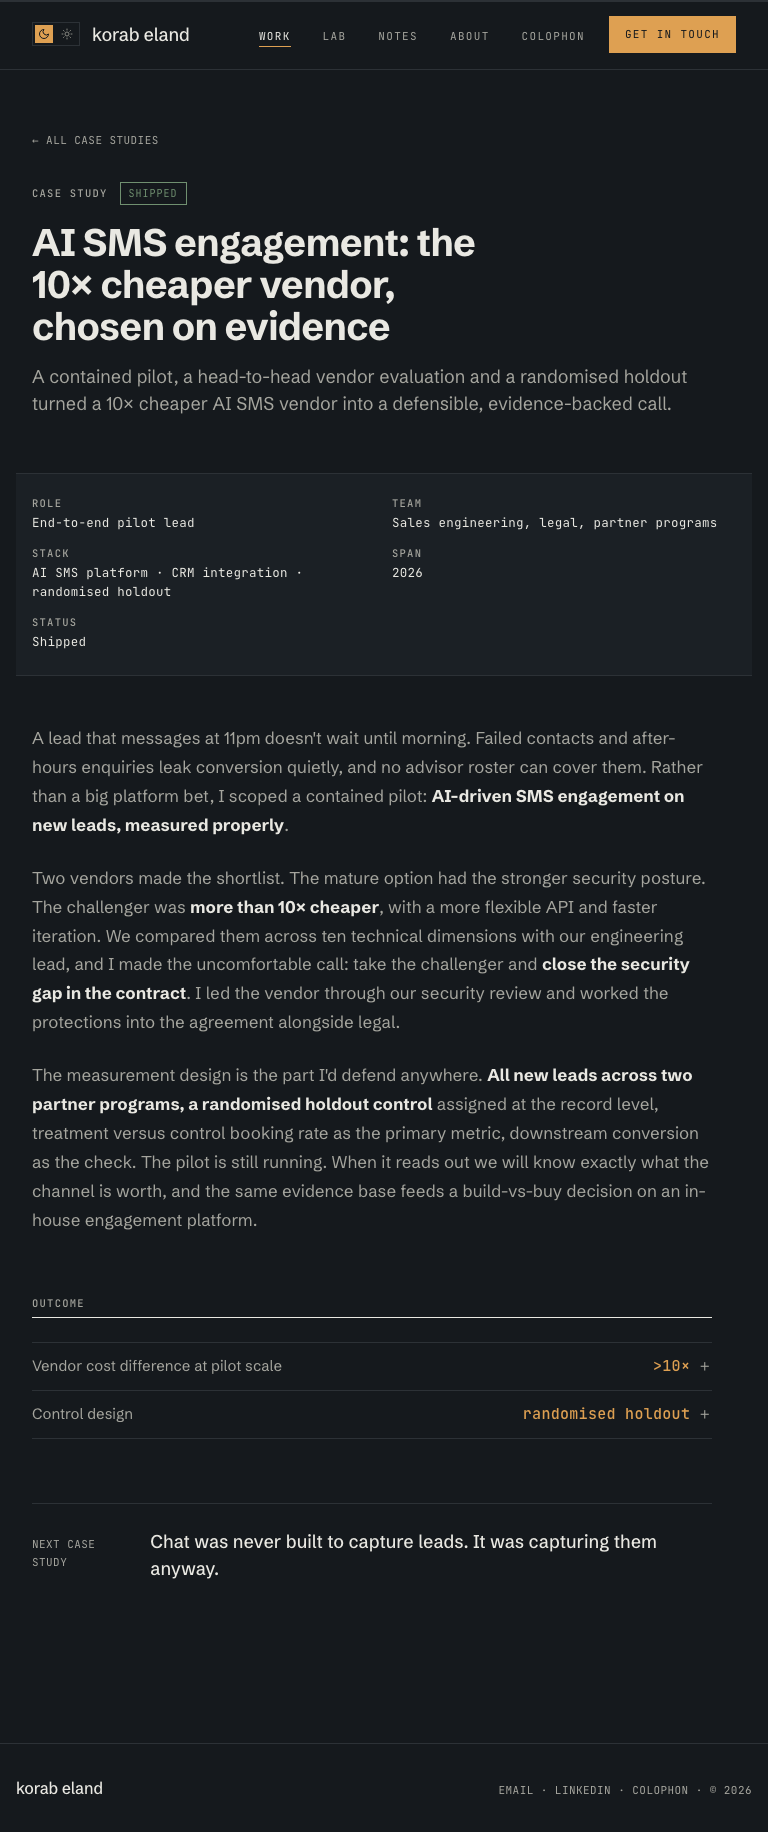 korab eland
WORK
LAB
NOTES
ABOUT
COLOPHON
GET IN TOUCH
← ALL CASE STUDIES
CASE STUDY
SHIPPED
AI SMS engagement: the
10× cheaper vendor,
chosen on evidence
A contained pilot, a head-to-head vendor evaluation and a randomised holdout
turned a 10× cheaper AI SMS vendor into a defensible, evidence-backed call.
ROLE
End-to-end pilot lead
TEAM
Sales engineering, legal, partner programs
STACK
AI SMS platform · CRM integration ·
randomised holdout
SPAN
2026
STATUS
Shipped
A lead that messages at 11pm doesn't wait until morning. Failed contacts and after-
hours enquiries leak conversion quietly, and no advisor roster can cover them. Rather
than a big platform bet, I scoped a contained pilot: AI-driven SMS engagement on
new leads, measured properly.
Two vendors made the shortlist. The mature option had the stronger security posture.
The challenger was more than 10× cheaper, with a more flexible API and faster
iteration. We compared them across ten technical dimensions with our engineering
lead, and I made the uncomfortable call: take the challenger and close the security
gap in the contract. I led the vendor through our security review and worked the
protections into the agreement alongside legal.
The measurement design is the part I'd defend anywhere. All new leads across two
partner programs, a randomised holdout control assigned at the record level,
treatment versus control booking rate as the primary metric, downstream conversion
as the check. The pilot is still running. When it reads out we will know exactly what the
channel is worth, and the same evidence base feeds a build-vs-buy decision on an in-
house engagement platform.
OUTCOME
Vendor cost difference at pilot scale
>10× +
Control design
randomised holdout +
NEXT CASE
STUDY
Chat was never built to capture leads. It was capturing them
anyway.
korab eland
EMAIL · LINKEDIN · COLOPHON · © 2026